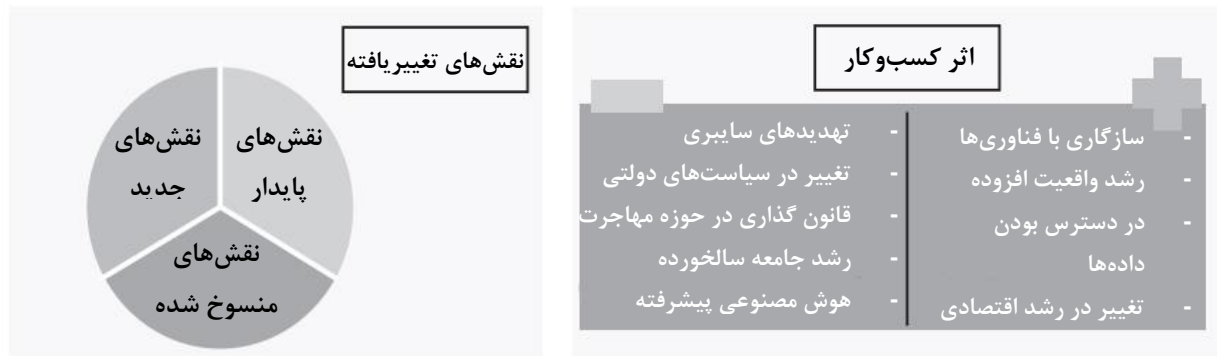 اثر کسب‌وکار
- سازگاری با فناوری‌ها
- رشد واقعیت افزوده
- در دسترس بودن
داده‌ها
- تغییر در رشد اقتصادی
- تهدیدهای سایبری
- تغییر در سیاست‌های دولتی
- قانون گذاری در حوزه مهاجرت
- رشد جامعه سالخورده
- هوش مصنوعی پیشرفته
نقش‌های تغییریافته
نقش‌های
پایدار
نقش‌های
جدید
نقش‌های
منسوخ شده